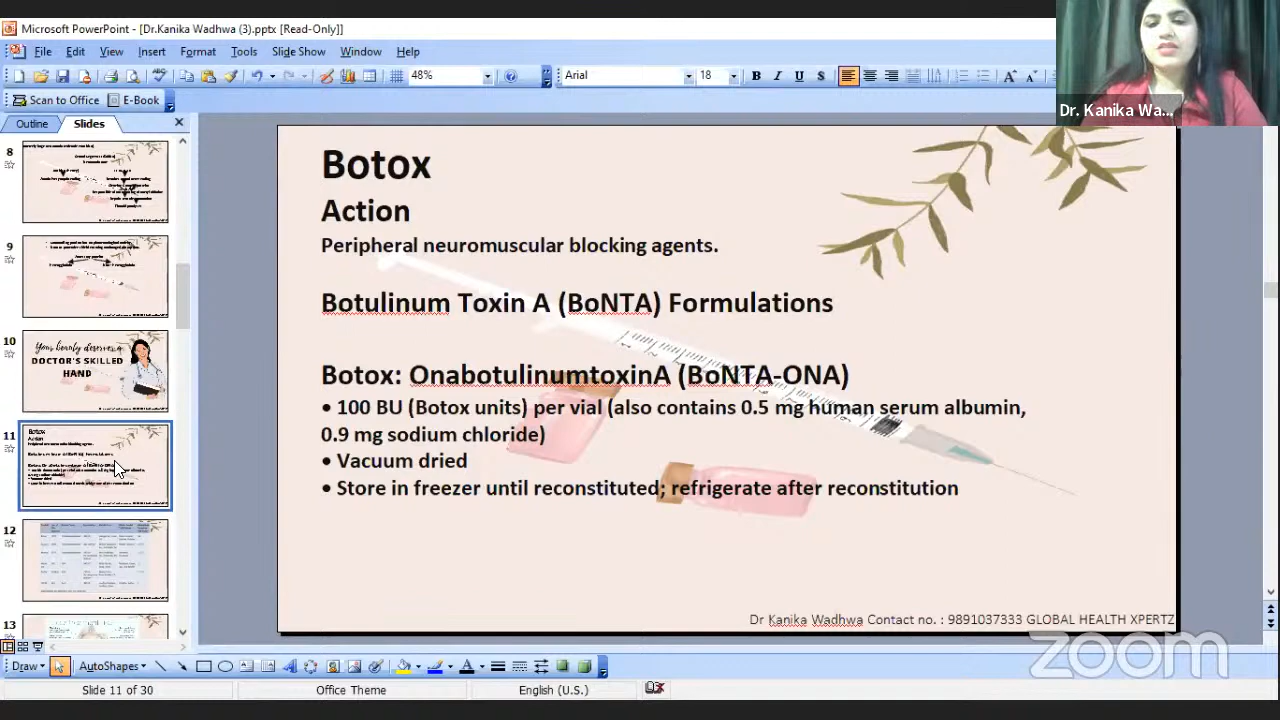 Microsoft PowerPoint - [Dr.Kanika Wadhwa (3).pptx [Read-Only]]
File Edit View Insert Format Tools Slide Show Window Help
48% Arial 18 B I U S
Scan to Office E-Book
Dr. Kanika Wa...
Outline Slides
8
9
10
Your beauty deserves a
DOCTOR'S SKILLED
HAND
11
12
13
Botox
Action
Peripheral neuromuscular blocking agents.
Botulinum Toxin A (BoNTA) Formulations
Botox: OnabotulinumtoxinA (BoNTA-ONA)
• 100 BU (Botox units) per vial (also contains 0.5 mg human serum albumin,
0.9 mg sodium chloride)
• Vacuum dried
• Store in freezer until reconstituted; refrigerate after reconstitution
Dr Kanika Wadhwa Contact no. : 9891037333 GLOBAL HEALTH XPERTZ
zoom
Draw AutoShapes
Slide 11 of 30 Office Theme English (U.S.)